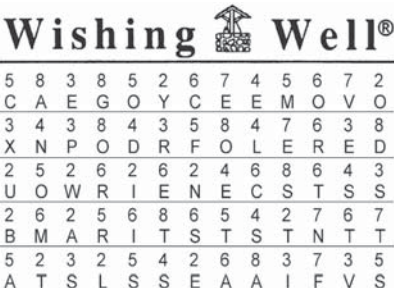 Wishing Well®
5 8 3 8 5 2 6 7 4 5 6 7 2
C A E G O Y C E E M O V O
3 4 3 8 4 3 5 8 4 7 6 3 8
X N P O D R F O L E R E D
2 5 2 6 2 6 2 4 6 8 6 4 3
U O W R I E N E C S T S S
2 6 2 5 6 8 6 5 4 2 7 6 7
B M A R I T S T S T N T T
5 2 3 2 5 4 2 6 8 3 7 3 5
A T S L S S E A A I F V S